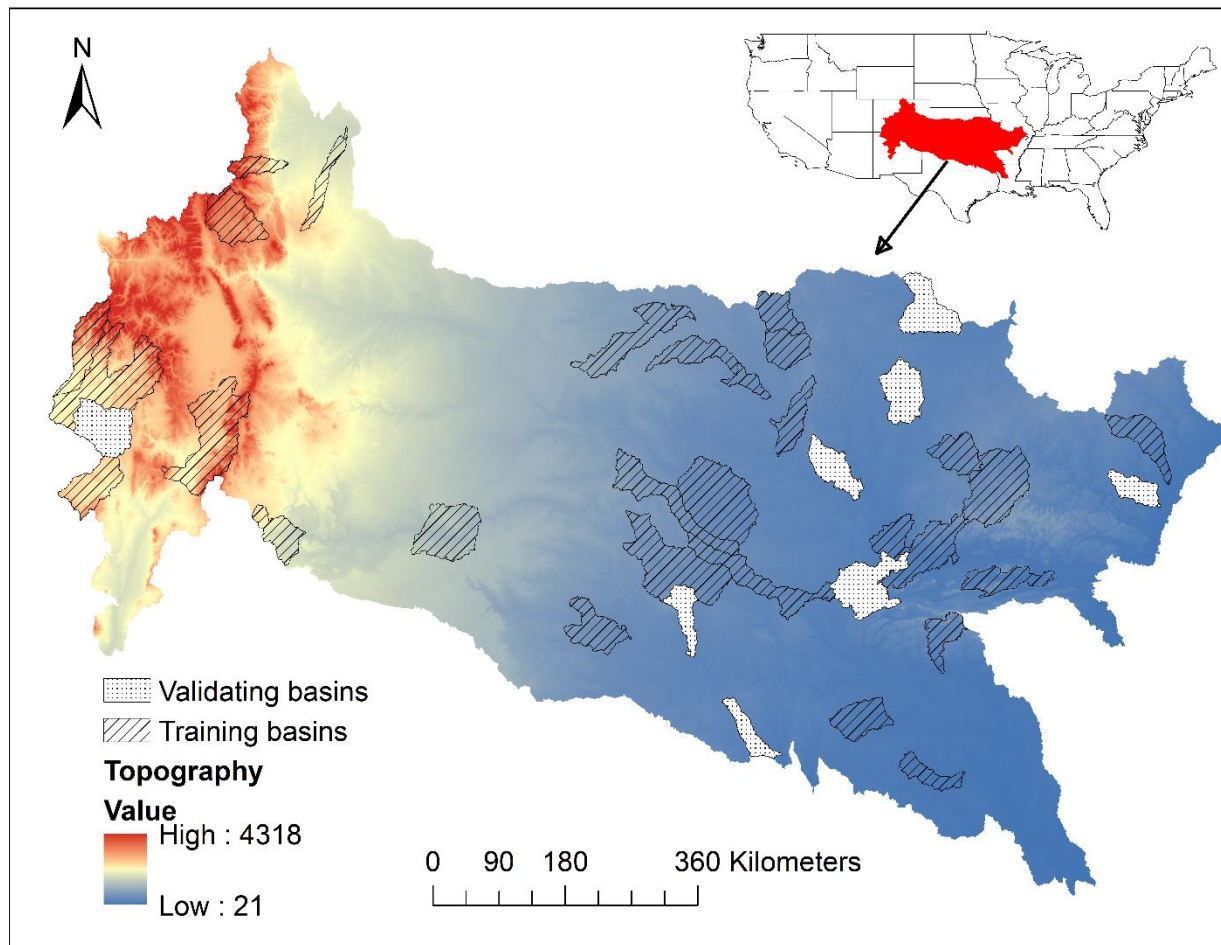 N
Validating basins
Training basins
Topography
Value
High : 4318
Low : 21
0 90 180 360 Kilometers